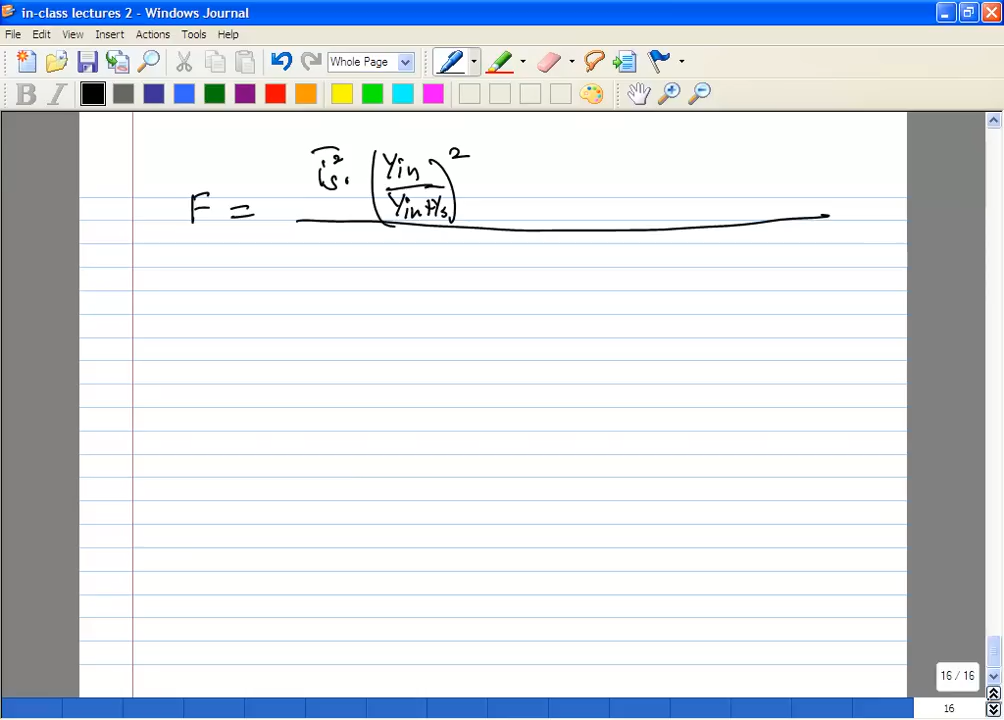 in-class lectures 2 - Windows Journal
File Edit View Insert Actions Tools Help
Whole Page
B I
F = i̅s² · (Yin / (Yin + Ys))²
16 / 16
16